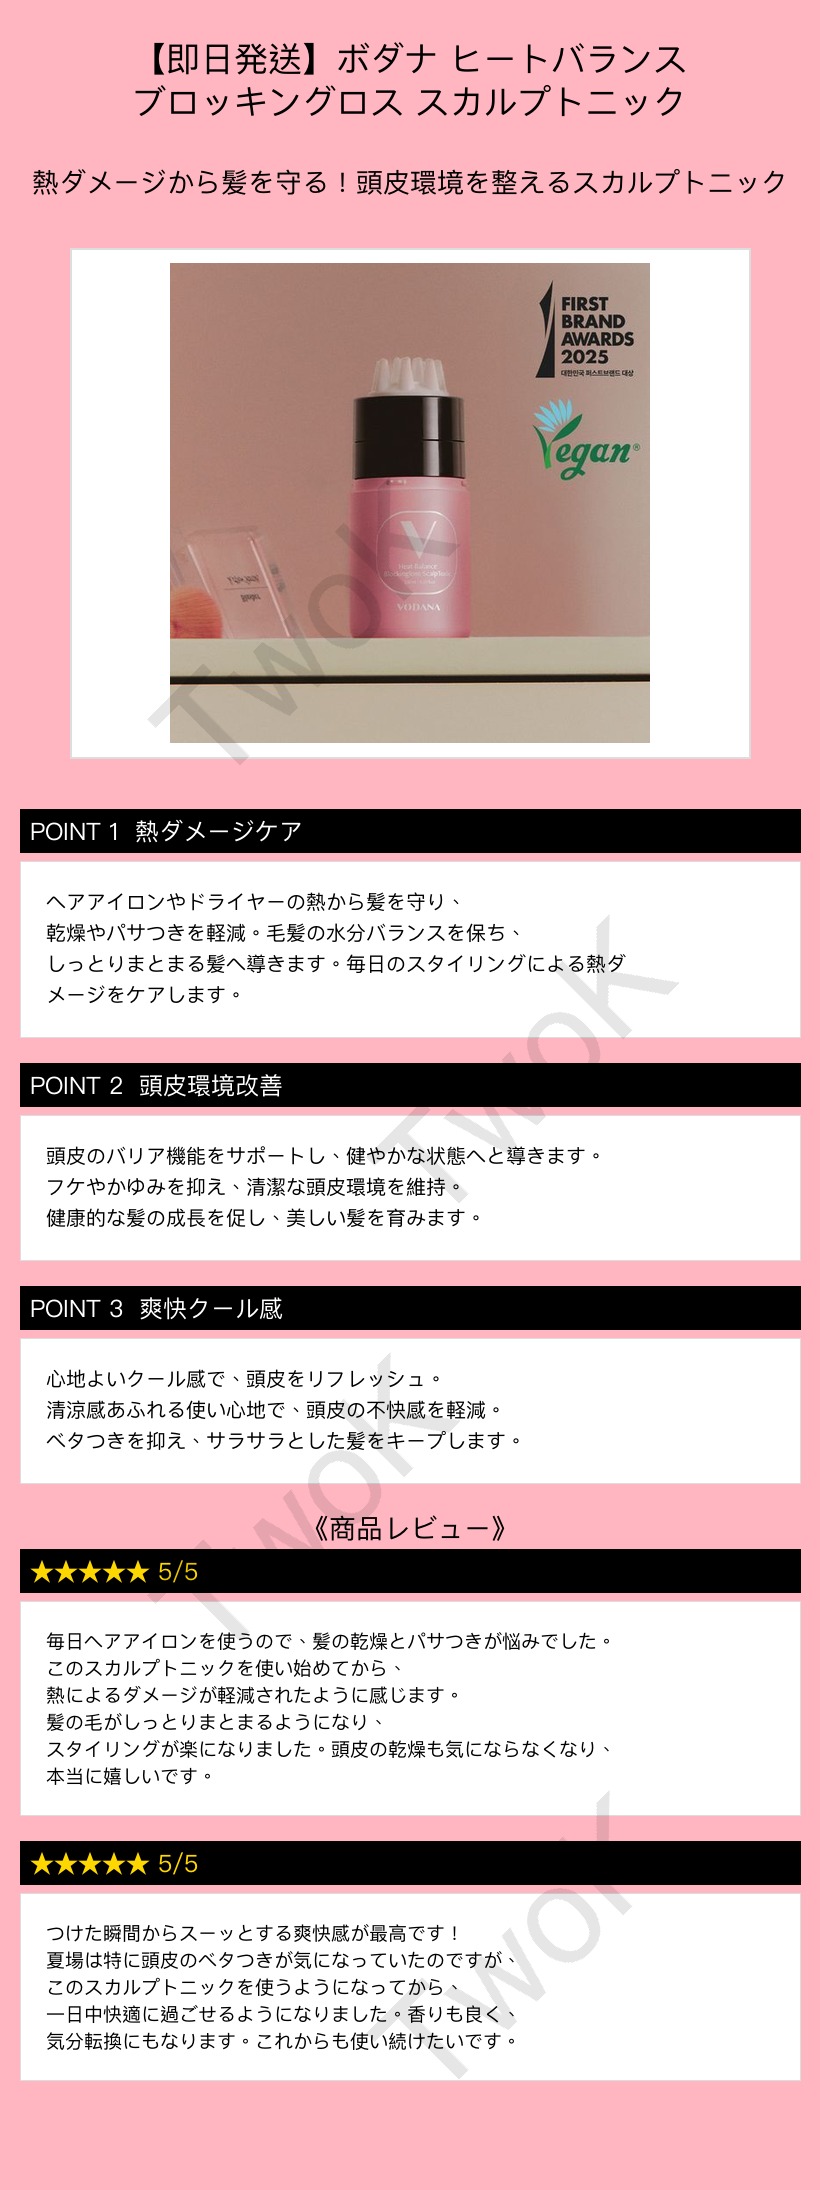 【即日発送】ボダナ ヒートバランス
ブロッキングロス スカルプトニック
熱ダメージから髪を守る！頭皮環境を整えるスカルプトニック
FIRST
BRAND
AWARDS
2025
대한민국 퍼스트브랜드 대상
Vegan®
V
Heat Balance
VODANA
TwoK
POINT 1 熱ダメージケア
ヘアアイロンやドライヤーの熱から髪を守り、
乾燥やパサつきを軽減。毛髪の水分バランスを保ち、
しっとりまとまる髪へ導きます。毎日のスタイリングによる熱ダ
メージをケアします。
TwoK
POINT 2 頭皮環境改善
頭皮のバリア機能をサポートし、健やかな状態へと導きます。
フケやかゆみを抑え、清潔な頭皮環境を維持。
健康的な髪の成長を促し、美しい髪を育みます。
POINT 3 爽快クール感
心地よいクール感で、頭皮をリフレッシュ。
清涼感あふれる使い心地で、頭皮の不快感を軽減。
ベタつきを抑え、サラサラとした髪をキープします。
TwoK
《商品レビュー》
★★★★★ 5/5
毎日ヘアアイロンを使うので、髪の乾燥とパサつきが悩みでした。
このスカルプトニックを使い始めてから、
熱によるダメージが軽減されたように感じます。
髪の毛がしっとりまとまるようになり、
スタイリングが楽になりました。頭皮の乾燥も気にならなくなり、
本当に嬉しいです。
★★★★★ 5/5
つけた瞬間からスーッとする爽快感が最高です！
夏場は特に頭皮のベタつきが気になっていたのですが、
このスカルプトニックを使うようになってから、
一日中快適に過ごせるようになりました。香りも良く、
気分転換にもなります。これからも使い続けたいです。
TwoK